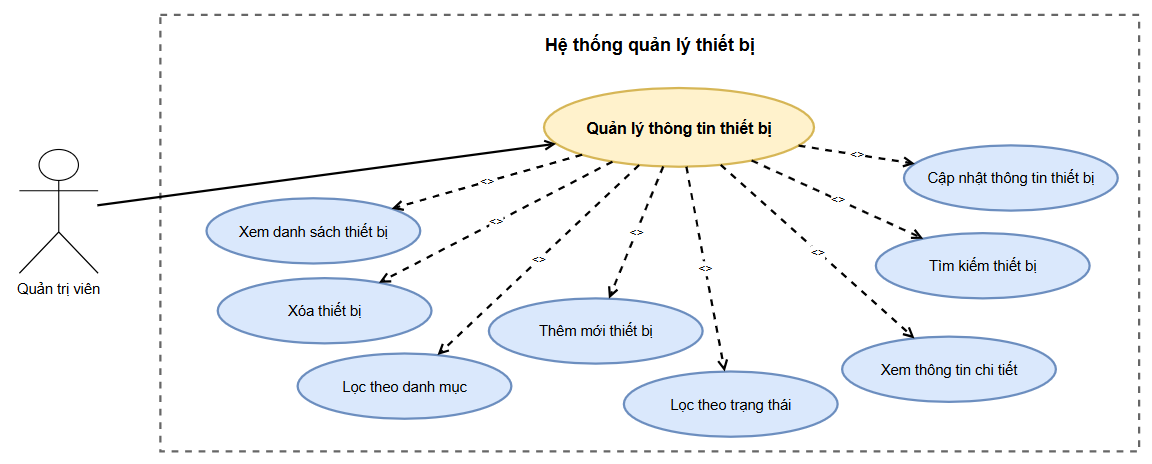 Hệ thống quản lý thiết bị
Quản lý thông tin thiết bị
<>
Cập nhật thông tin thiết bị
<>
<>
Xem danh sách thiết bị
<>
<>
<>
Tìm kiếm thiết bị
<>
<>
Quản trị viên
Xóa thiết bị
Thêm mới thiết bị
Xem thông tin chi tiết
Lọc theo danh mục
Lọc theo trạng thái